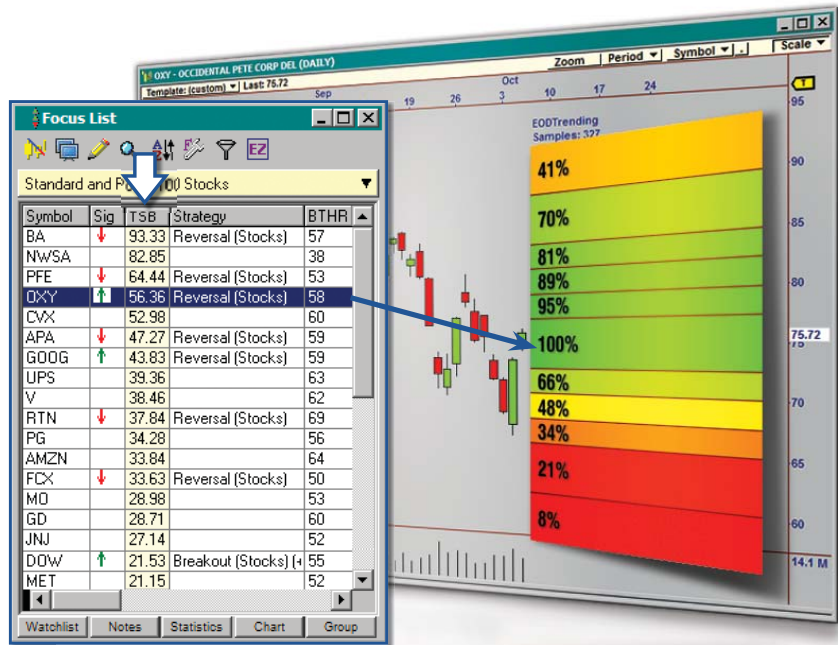 OXY - OCCIDENTAL PETE CORP DEL (DAILY)
Template: (custom) Last: 75.72
Zoom Period Symbol . Scale
Sep Oct
19 26 3 10 17 24
T
EODTrending
Samples: 327
41%
70%
81%
89%
95%
100%
66%
48%
34%
21%
8%
95
90
85
80
75.72
75
70
65
60
14.1 M
Focus List
EZ
Standard and P 00 Stocks
Symbol Sig TSB Strategy BTHR
BA 93.33 Reversal (Stocks) 57
NWSA 82.85 38
PFE 64.44 Reversal (Stocks) 53
OXY 56.36 Reversal (Stocks) 58
CVX 52.98 60
APA 47.27 Reversal (Stocks) 59
GOOG 43.83 Reversal (Stocks) 59
UPS 39.36 63
V 38.46 62
RTN 37.84 Reversal (Stocks) 69
PG 34.28 56
AMZN 33.84 64
FCX 33.63 Reversal (Stocks) 50
MO 28.98 53
GD 28.71 60
JNJ 27.14 52
DOW 21.53 Breakout (Stocks) (+ 55
MET 21.15 52
Watchlist Notes Statistics Chart Group